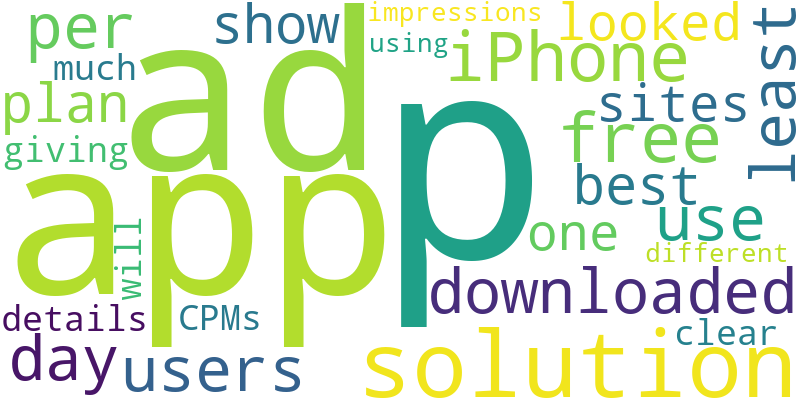 per
show
impressions
looked
least
much
ad
using
iPhone
plan
p
sites
giving
free
app
best
use
will
one
different
details
CPMs
downloaded
clear
day
users
solution